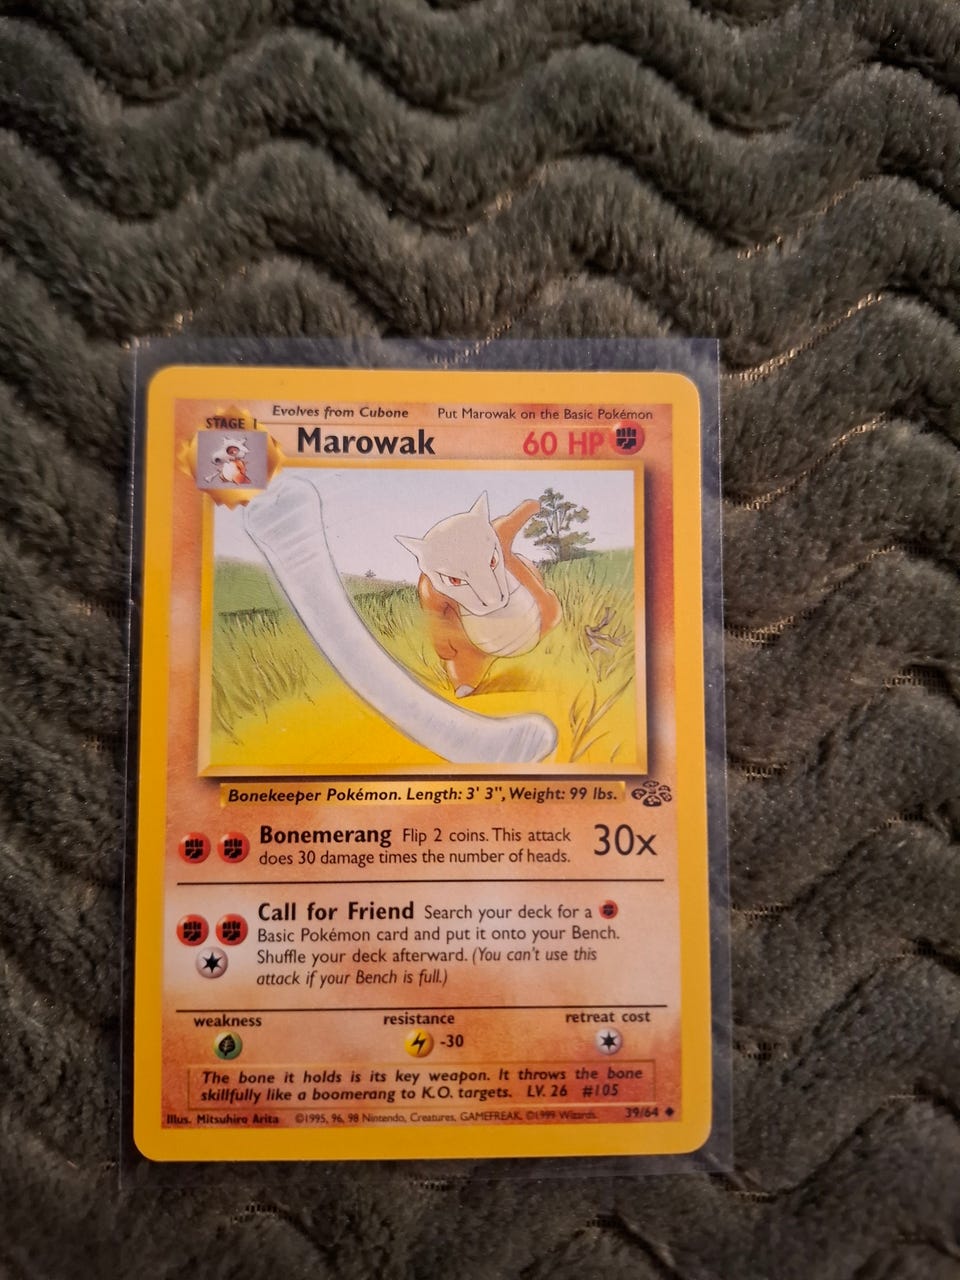 Evolves from Cubone Put Marowak on the Basic Pokémon
STAGE 1
Marowak 60 HP
Bonekeeper Pokémon. Length: 3' 3", Weight: 99 lbs.
Bonemerang Flip 2 coins. This attack 30x
does 30 damage times the number of heads.
Call for Friend Search your deck for a
Basic Pokémon card and put it onto your Bench.
Shuffle your deck afterward. (You can't use this
attack if your Bench is full.)
weakness resistance retreat cost
-30
The bone it holds is its key weapon. It throws the bone
skillfully like a boomerang to K.O. targets. LV. 26 #105
Illus. Mitsuhiro Arita ©1995, 96, 98 Nintendo, Creatures, GAMEFREAK. ©1999 Wizards. 39/64